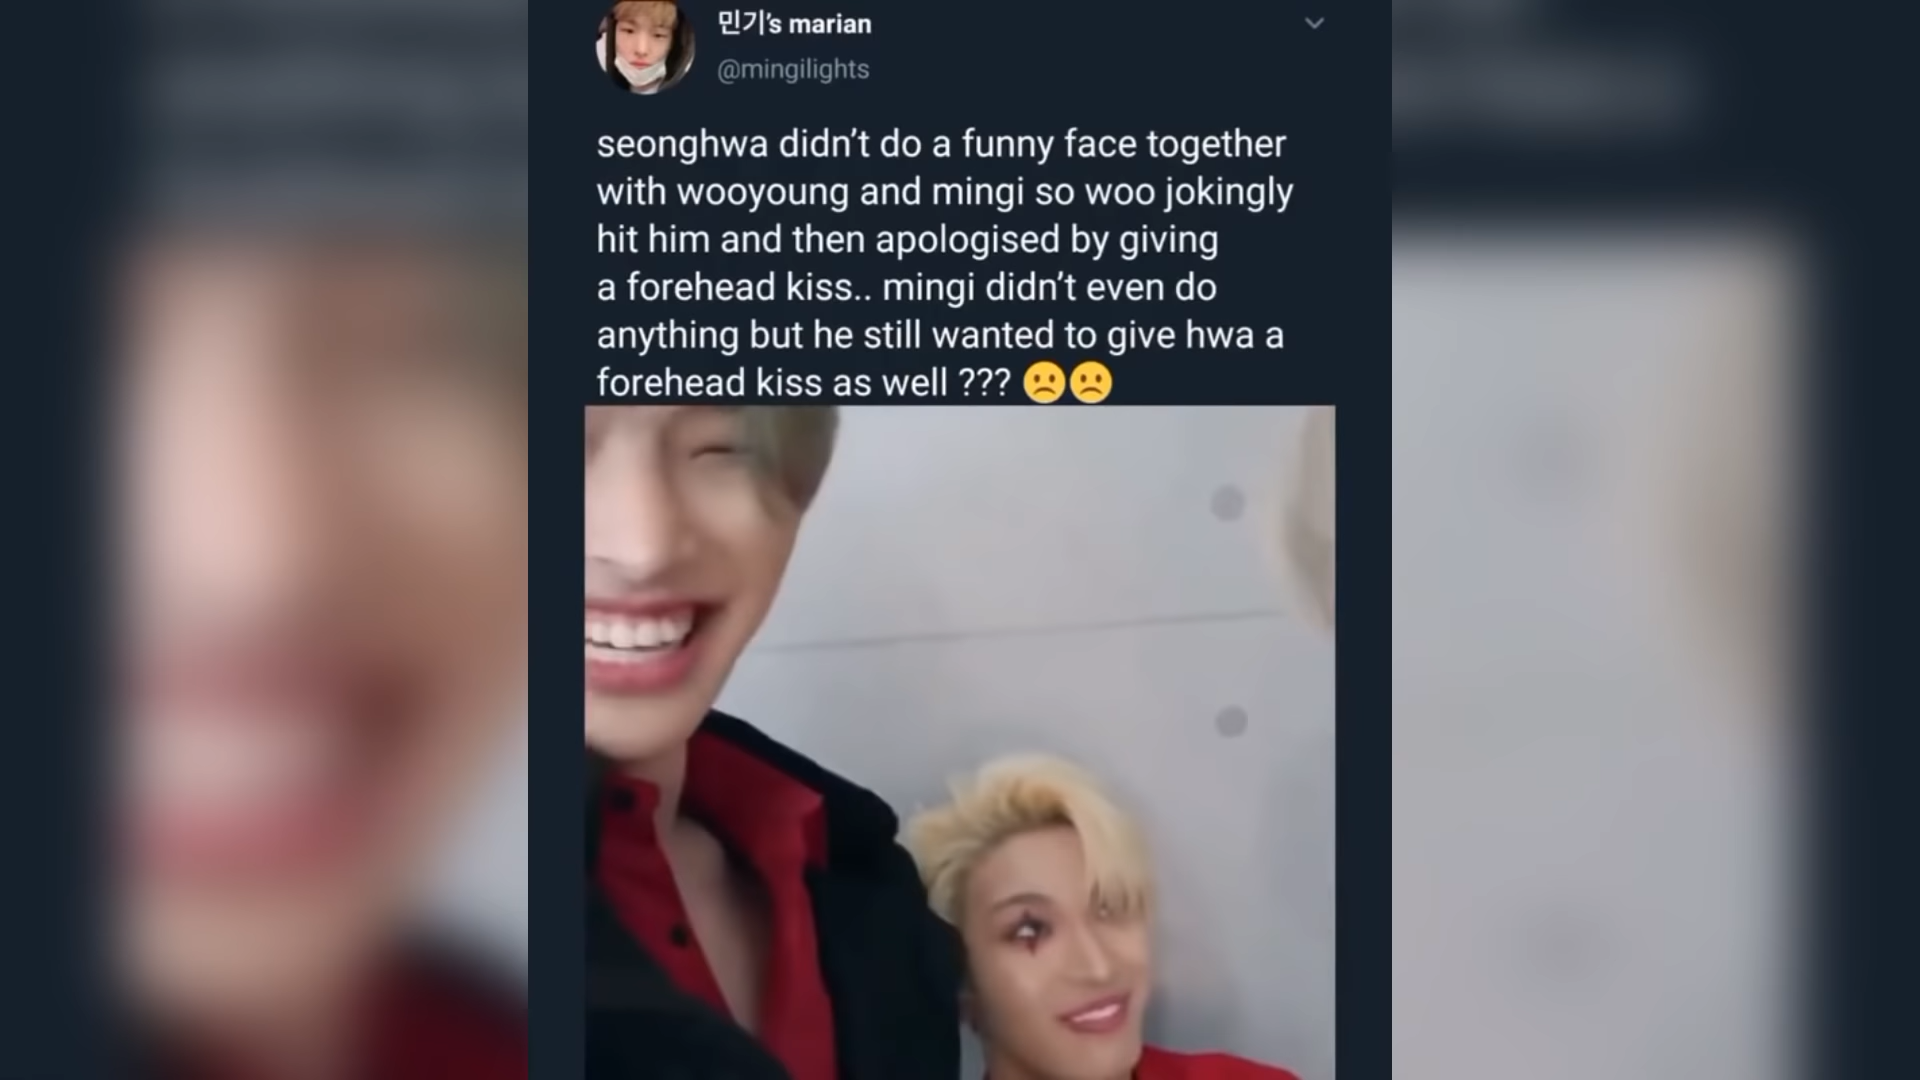 민기's marian
@mingilights
seonghwa didn't do a funny face together
with wooyoung and mingi so woo jokingly
hit him and then apologised by giving
a forehead kiss.. mingi didn't even do
anything but he still wanted to give hwa a
forehead kiss as well ??? ☹️☹️